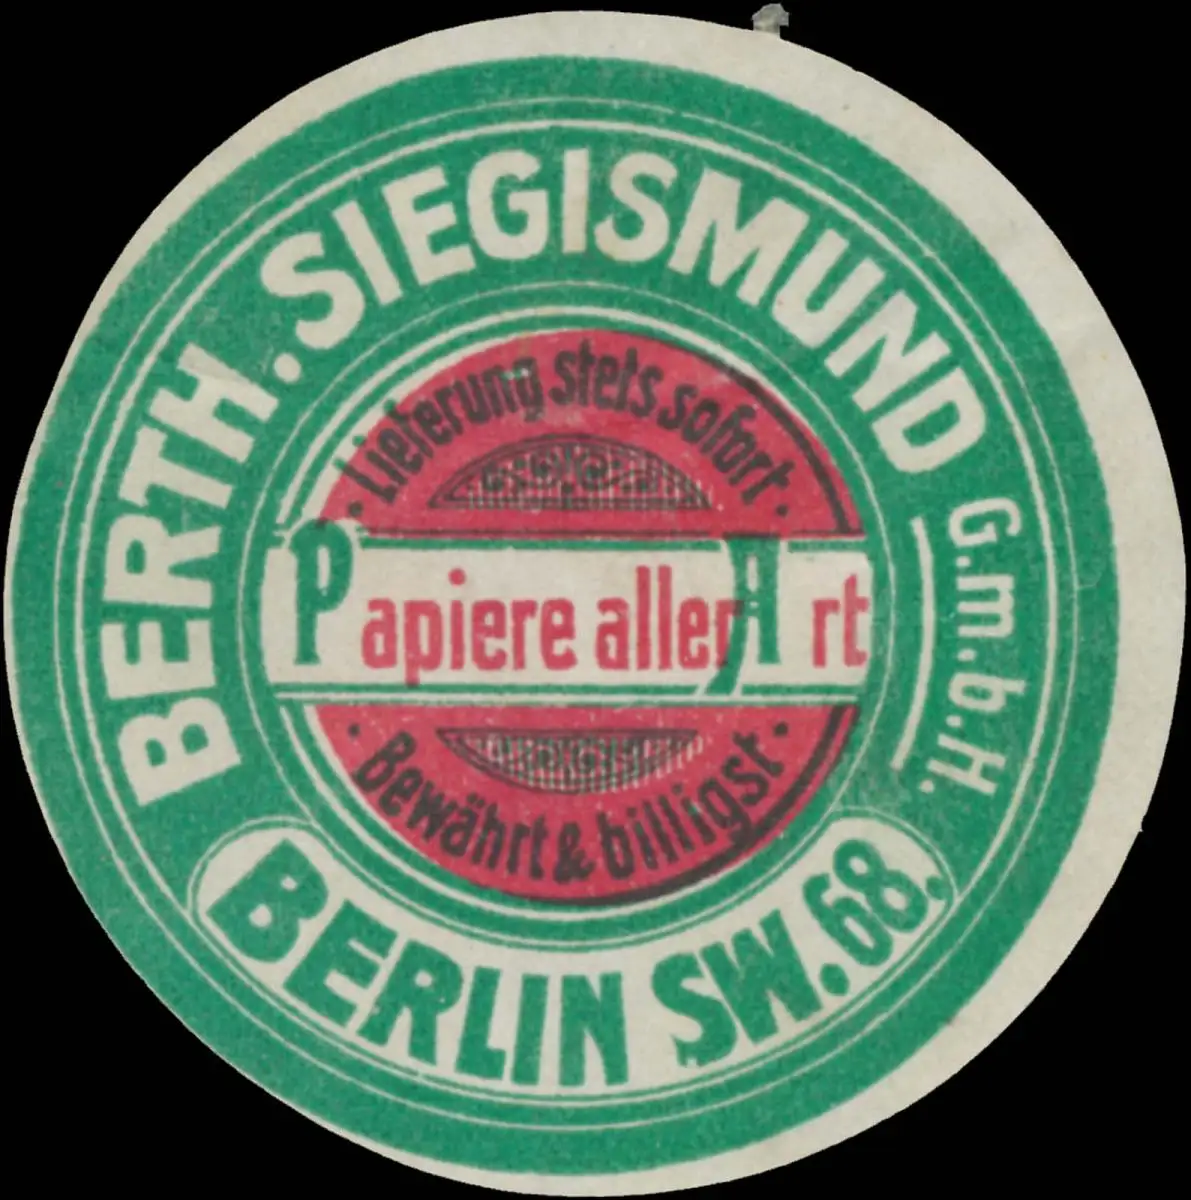 BERTH. SIEGISMUND G.m.b.H.
· Lieferung stets sofort ·
Papiere aller Art
· Bewährt & billigst ·
BERLIN SW. 68.